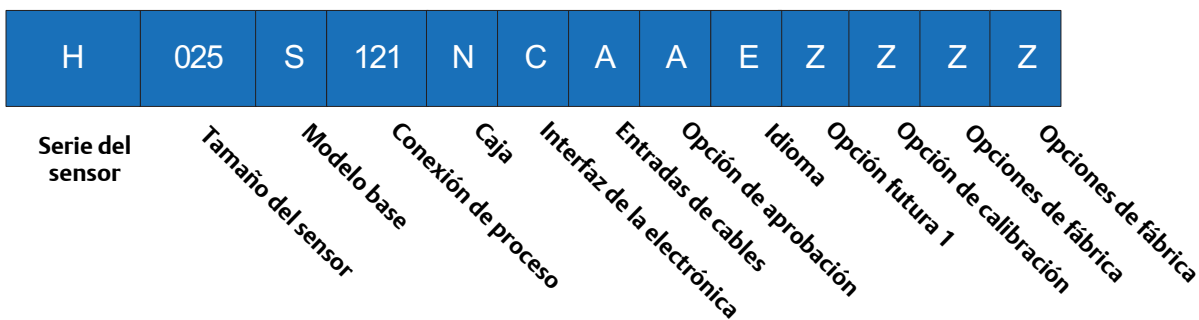 H 025 S 121 N C A A E Z Z Z Z
Serie del
sensor
Tamaño del sensor
Modelo base
Conexión de proceso
Caja
Interfaz de la electrónica
Entradas de cables
Opción de aprobación
Idioma
Opción futura 1
Opción de calibración
Opciones de fábrica
Opciones de fábrica